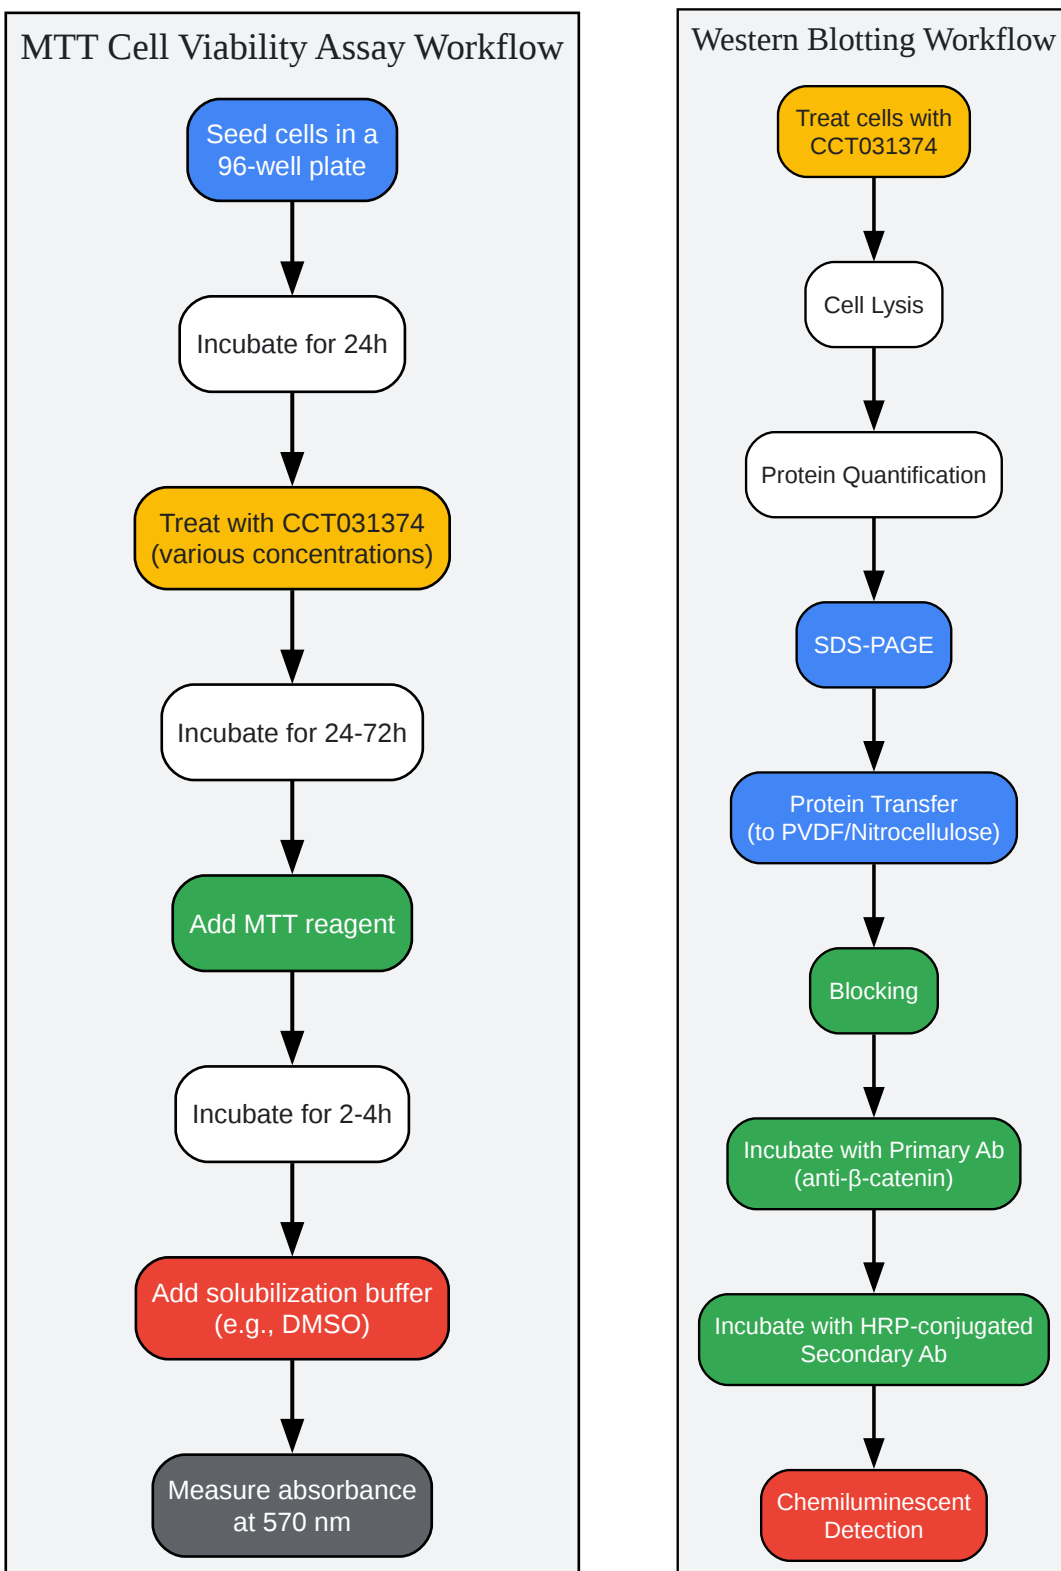 MTT Cell Viability Assay Workflow
Seed cells in a
96-well plate
Incubate for 24h
Treat with CCT031374
(various concentrations)
Incubate for 24-72h
Add MTT reagent
Incubate for 2-4h
Add solubilization buffer
(e.g., DMSO)
Measure absorbance
at 570 nm
Western Blotting Workflow
Treat cells with
CCT031374
Cell Lysis
Protein Quantification
SDS-PAGE
Protein Transfer
(to PVDF/Nitrocellulose)
Blocking
Incubate with Primary Ab
(anti-β-catenin)
Incubate with HRP-conjugated
Secondary Ab
Chemiluminescent
Detection